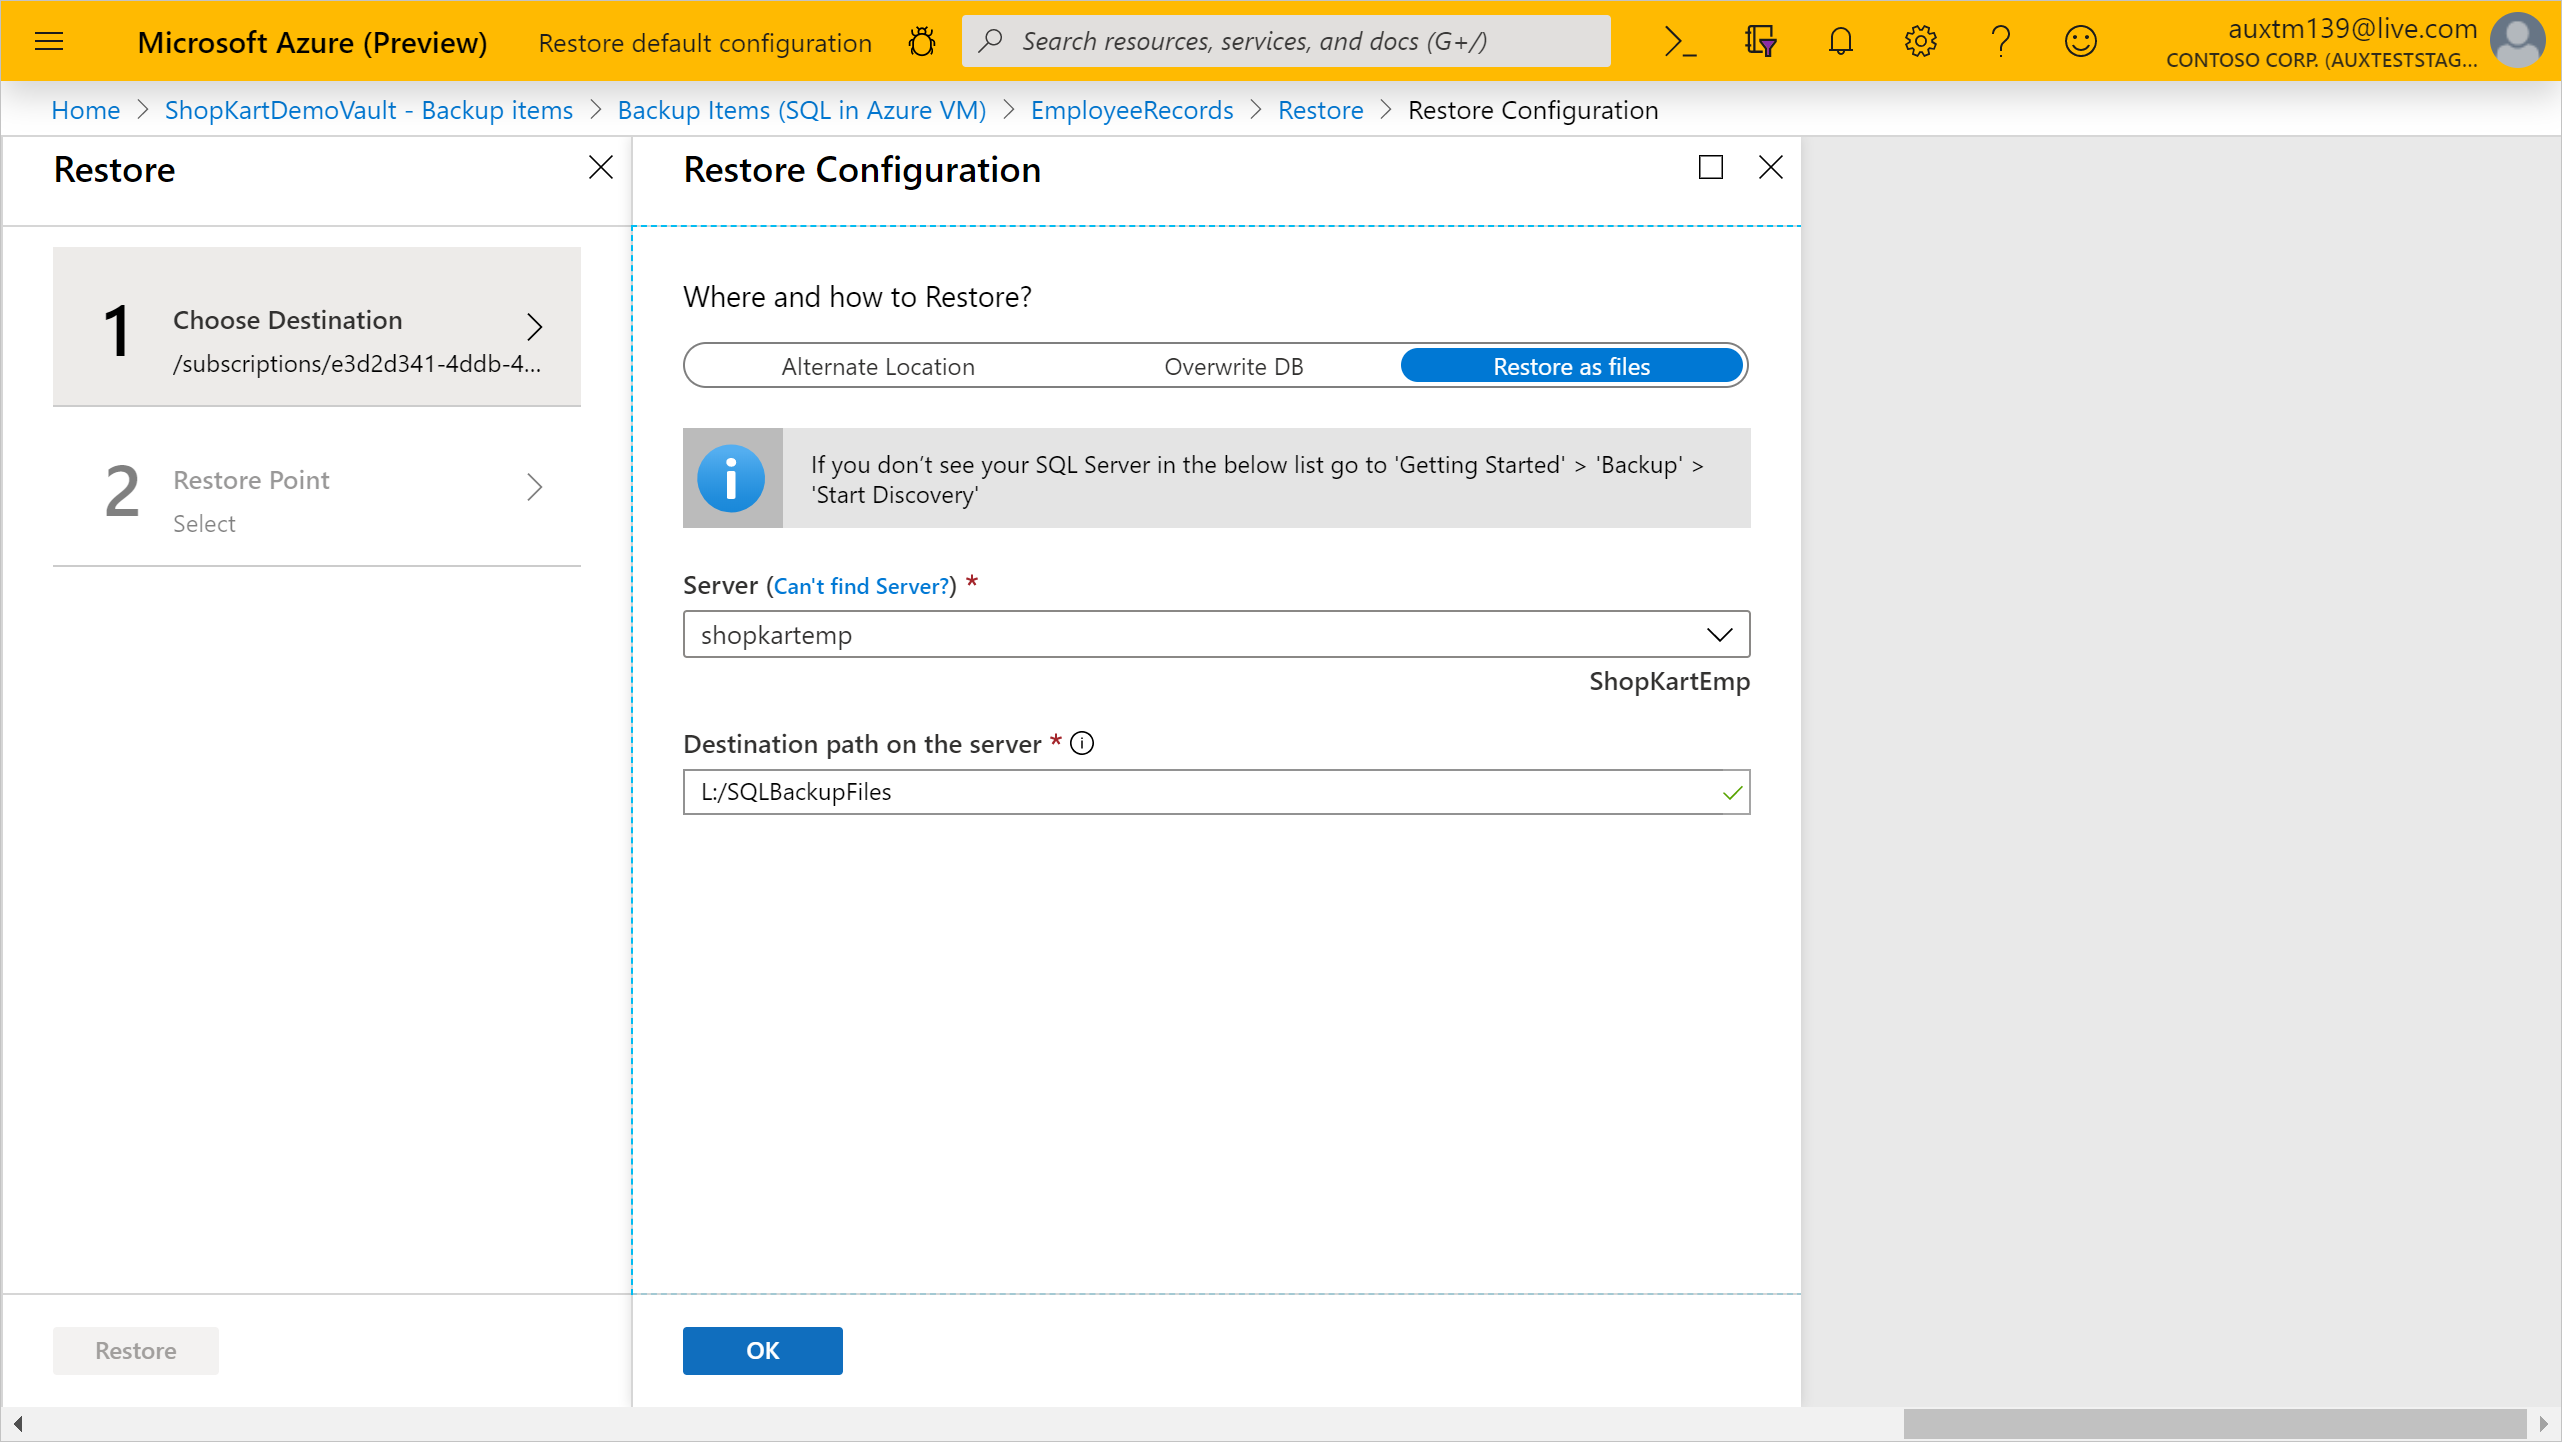 Microsoft Azure (Preview)
Restore default configuration
Search resources, services, and docs (G+/)
auxtm139@live.com
CONTOSO CORP. (AUXTESTSTAG...
Home > ShopKartDemoVault - Backup items > Backup Items (SQL in Azure VM) > EmployeeRecords > Restore > Restore Configuration
Restore
1
Choose Destination
/subscriptions/e3d2d341-4ddb-4...
2
Restore Point
Select
Restore
Restore Configuration
Where and how to Restore?
Alternate Location
Overwrite DB
Restore as files
If you don’t see your SQL Server in the below list go to 'Getting Started' > 'Backup' >
'Start Discovery'
Server (Can't find Server?) *
shopkartemp
ShopKartEmp
Destination path on the server *
L:/SQLBackupFiles
OK